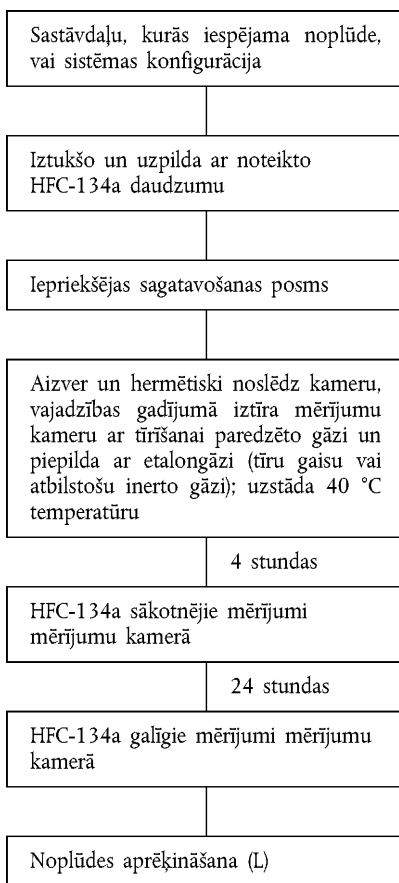 Sastāvdaļu, kurās iespējama noplūde,
vai sistēmas konfigurācija
Iztukšo un uzpilda ar noteikto
HFC-134a daudzumu
Iepriekšējas sagatavošanas posms
Aizver un hermētiski noslēdz kameru,
vajadzības gadījumā iztīra mērījumu
kameru ar tīrīšanai paredzēto gāzi un
piepilda ar etalongāzi (tīru gaisu vai
atbilstošu inerto gāzi); uzstāda 40 °C
temperatūru
4 stundas
HFC-134a sākotnējie mērījumi
mērījumu kamerā
24 stundas
HFC-134a galīgie mērījumi mērījumu
kamerā
Noplūdes aprēķināšana (L)